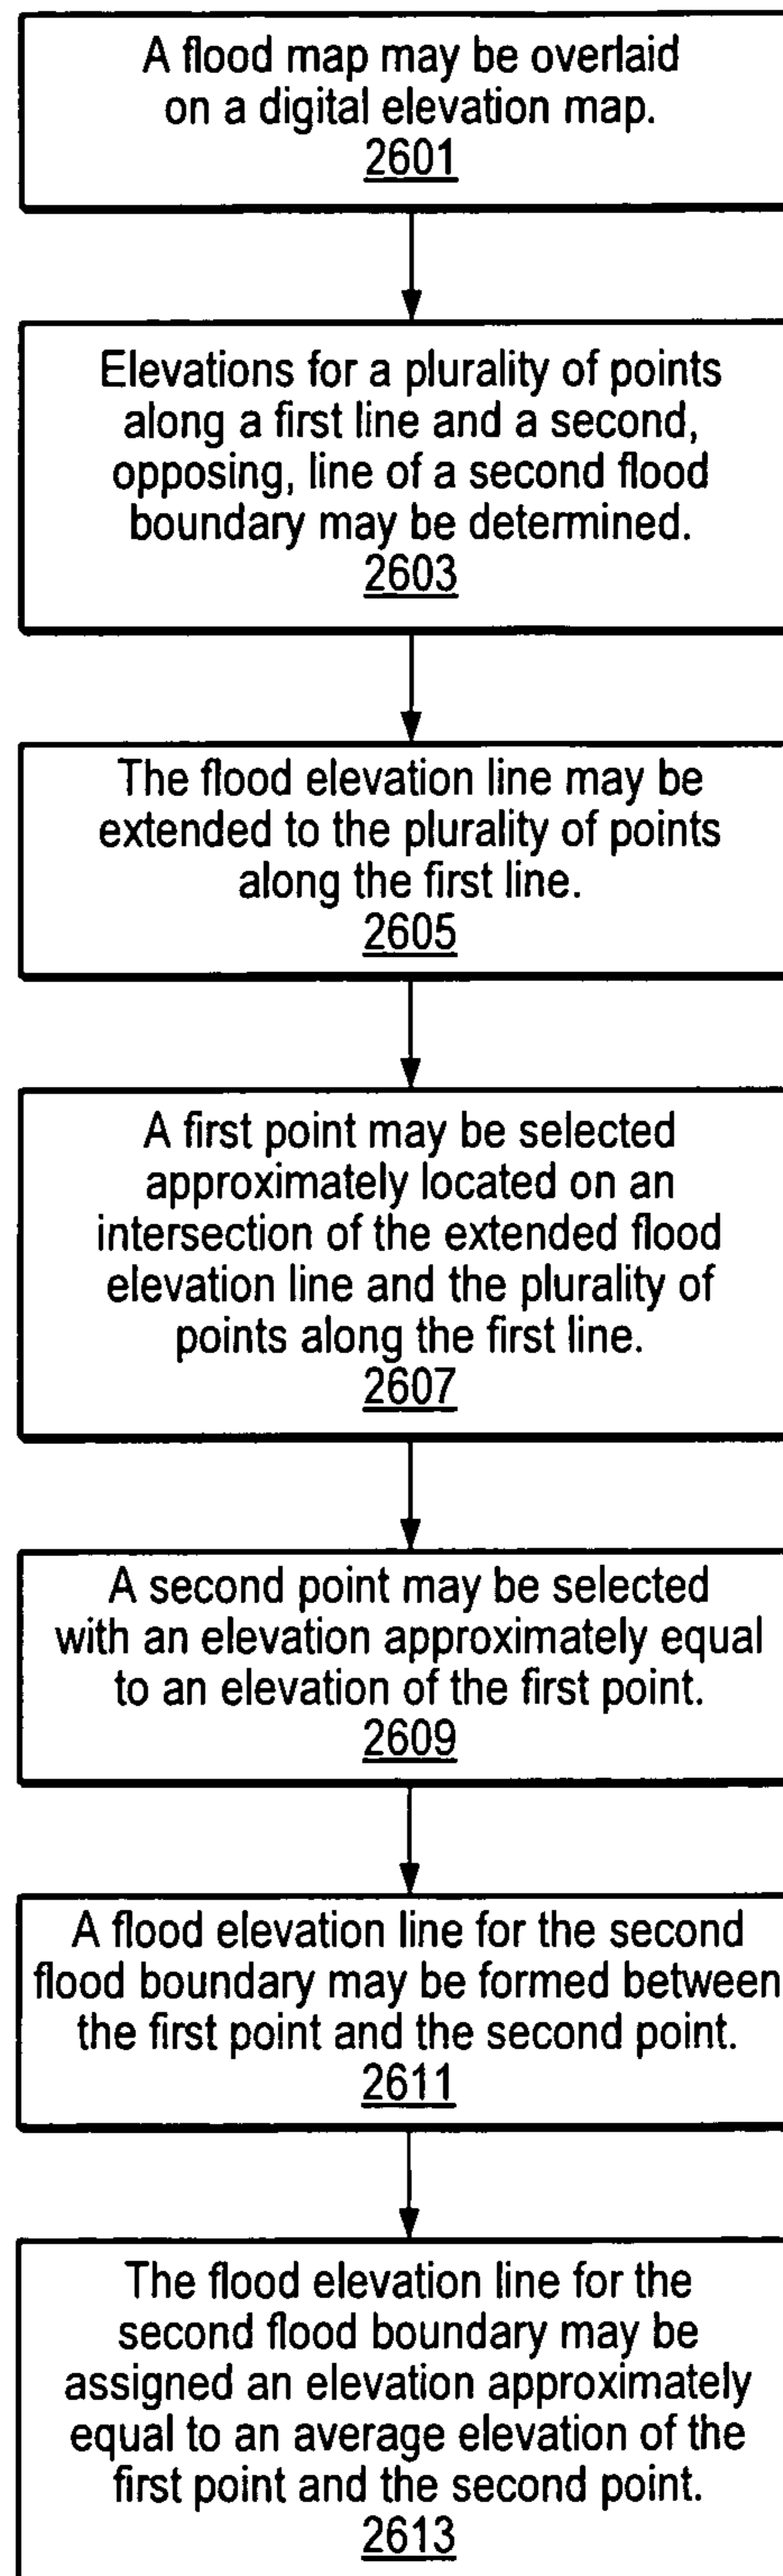 A flood map may be overlaid
on a digital elevation map.
2601
Elevations for a plurality of points
along a first line and a second,
opposing, line of a second flood
boundary may be determined.
2603
The flood elevation line may be
extended to the plurality of points
along the first line.
2605
A first point may be selected
approximately located on an
intersection of the extended flood
elevation line and the plurality of
points along the first line.
2607
A second point may be selected
with an elevation approximately equal
to an elevation of the first point.
2609
A flood elevation line for the second
flood boundary may be formed between
the first point and the second point.
2611
The flood elevation line for the
second flood boundary may be
assigned an elevation approximately
equal to an average elevation of the
first point and the second point.
2613